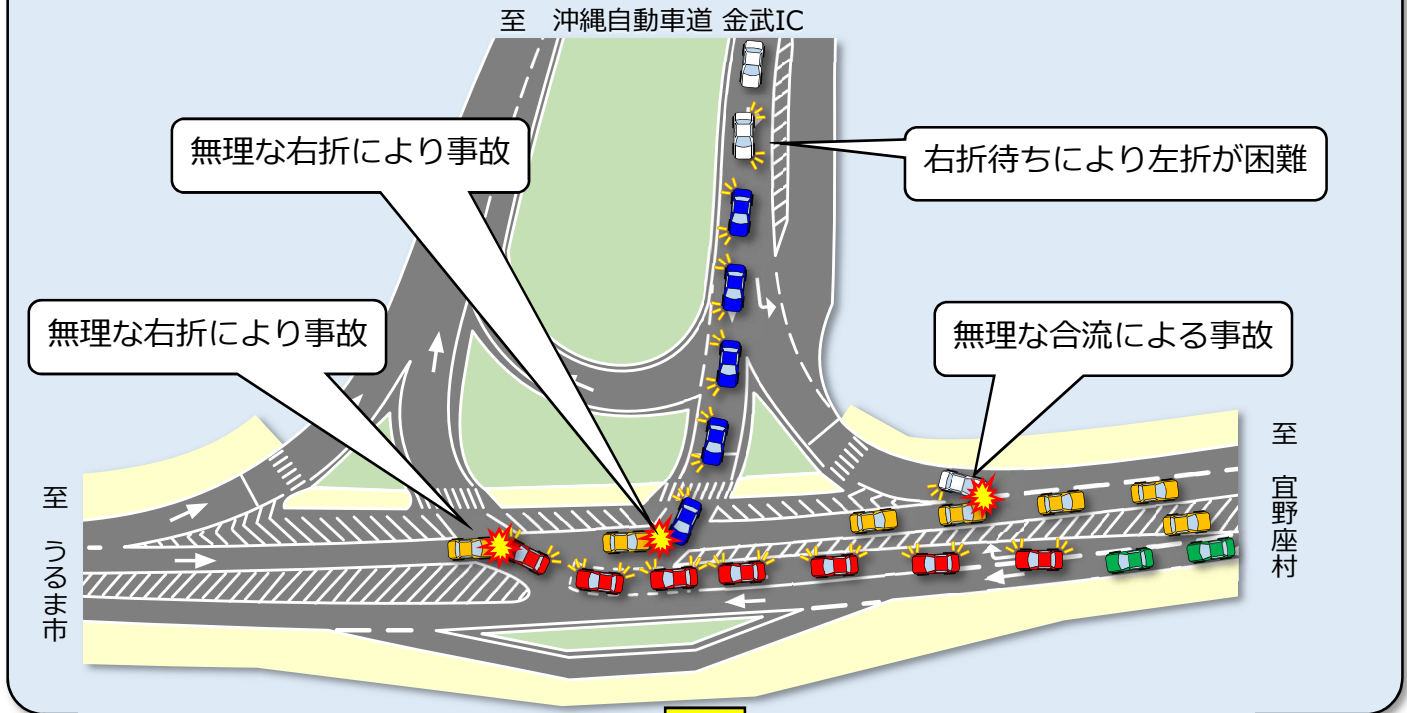 至　沖縄自動車道 金武IC
無理な右折により事故
右折待ちにより左折が困難
無理な右折により事故
無理な合流による事故
至　うるま市
至　宜野座村